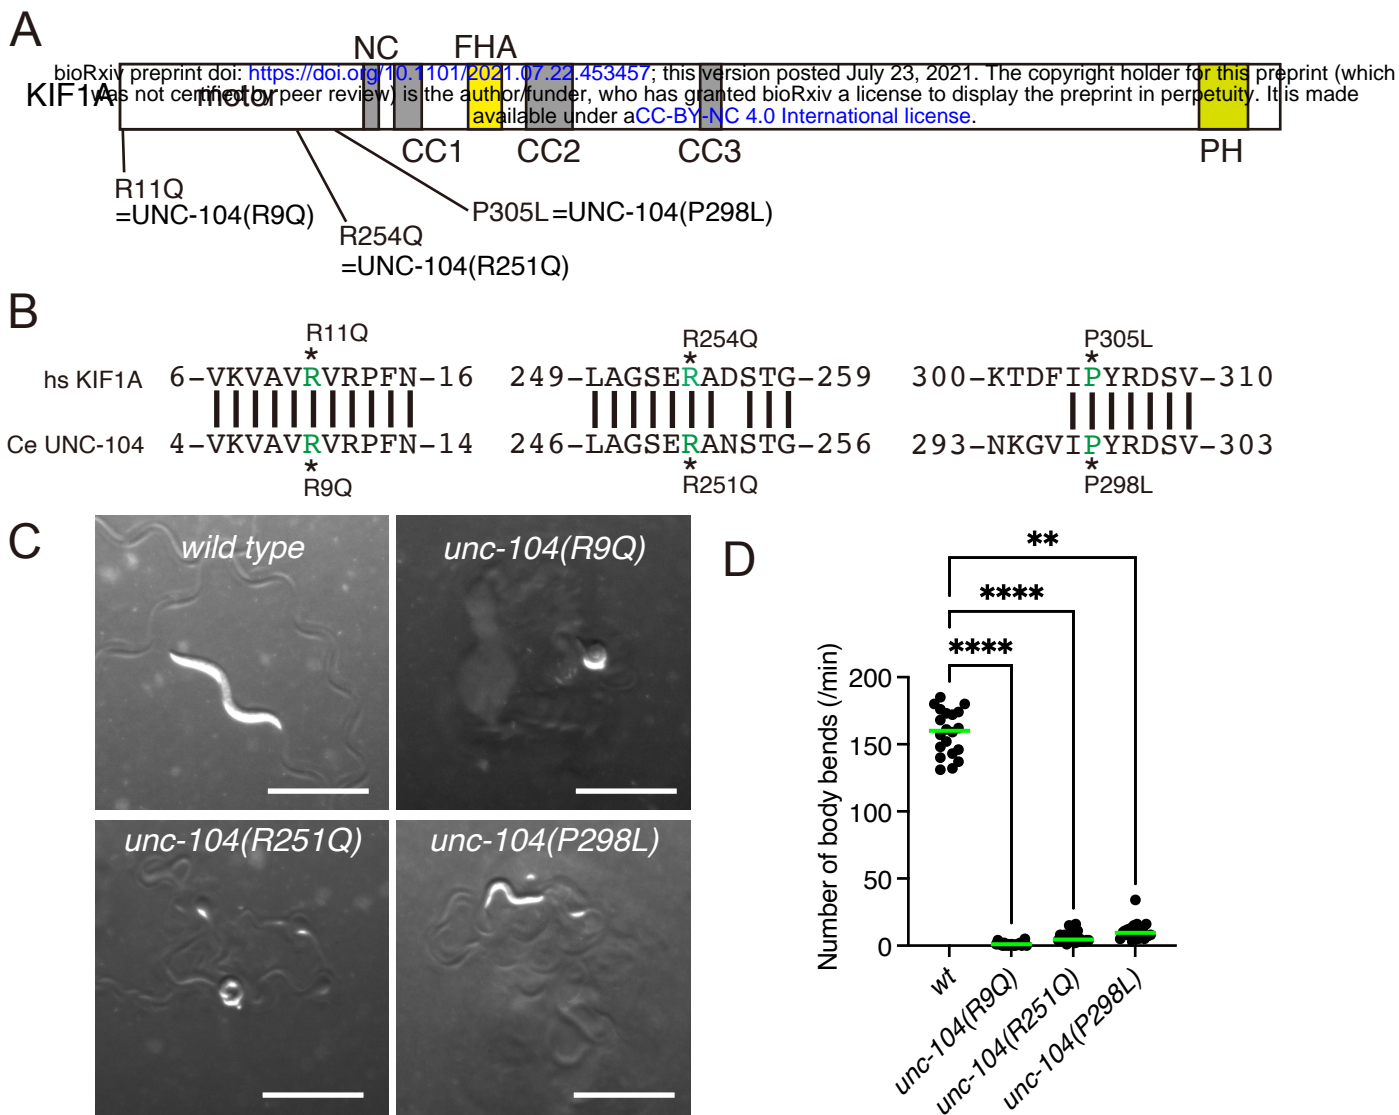 A
NC FHA
bioRxiv preprint doi: https://doi.org/10.1101/2021.07.22.453457; this version posted July 23, 2021. The copyright holder for this preprint (which
KIF1A motor
was not certified by peer review) is the author/funder, who has granted bioRxiv a license to display the preprint in perpetuity. It is made
available under aCC-BY-NC 4.0 International license.
CC1 CC2 CC3 PH
R11Q
=UNC-104(R9Q)
P305L=UNC-104(P298L)
R254Q
=UNC-104(R251Q)
B
R11Q R254Q P305L
* * *
hs KIF1A 6-VKVAVRVRPFN-16 249-LAGSERADSTG-259 300-KTDFIPYRDSV-310
Ce UNC-104 4-VKVAVRVRPFN-14 246-LAGSERANSTG-256 293-NKGVIPYRDSV-303
* * *
R9Q R251Q P298L
C
wild type
unc-104(R9Q)
unc-104(R251Q)
unc-104(P298L)
D
**
****
****
Number of body bends (/min)
200
150
100
50
0
wt
unc-104(R9Q)
unc-104(R251Q)
unc-104(P298L)